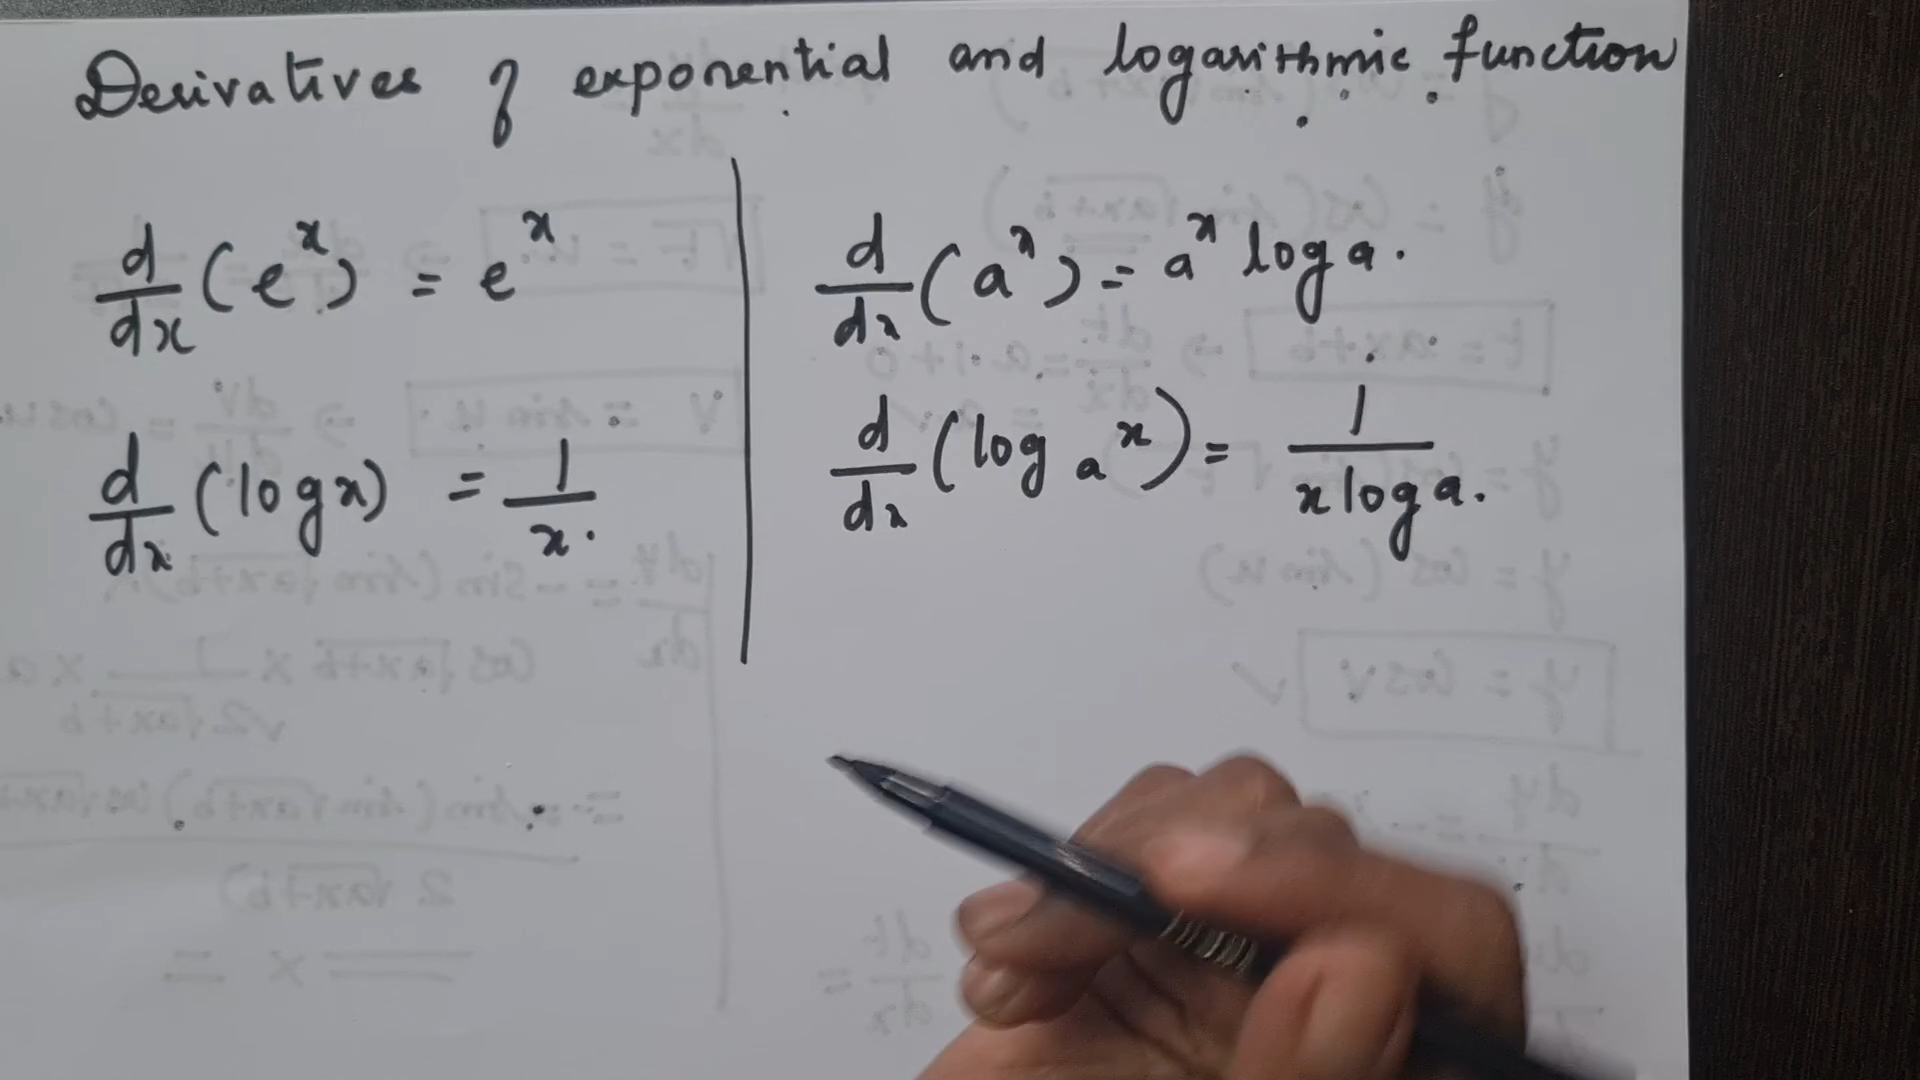 Derivatives of exponential and logarithmic function
d/dx (e^x) = e^x
d/dx (log x) = 1/x.
d/dx (a^x) = a^x log a.
d/dx (log_a x) = 1/(x log a).